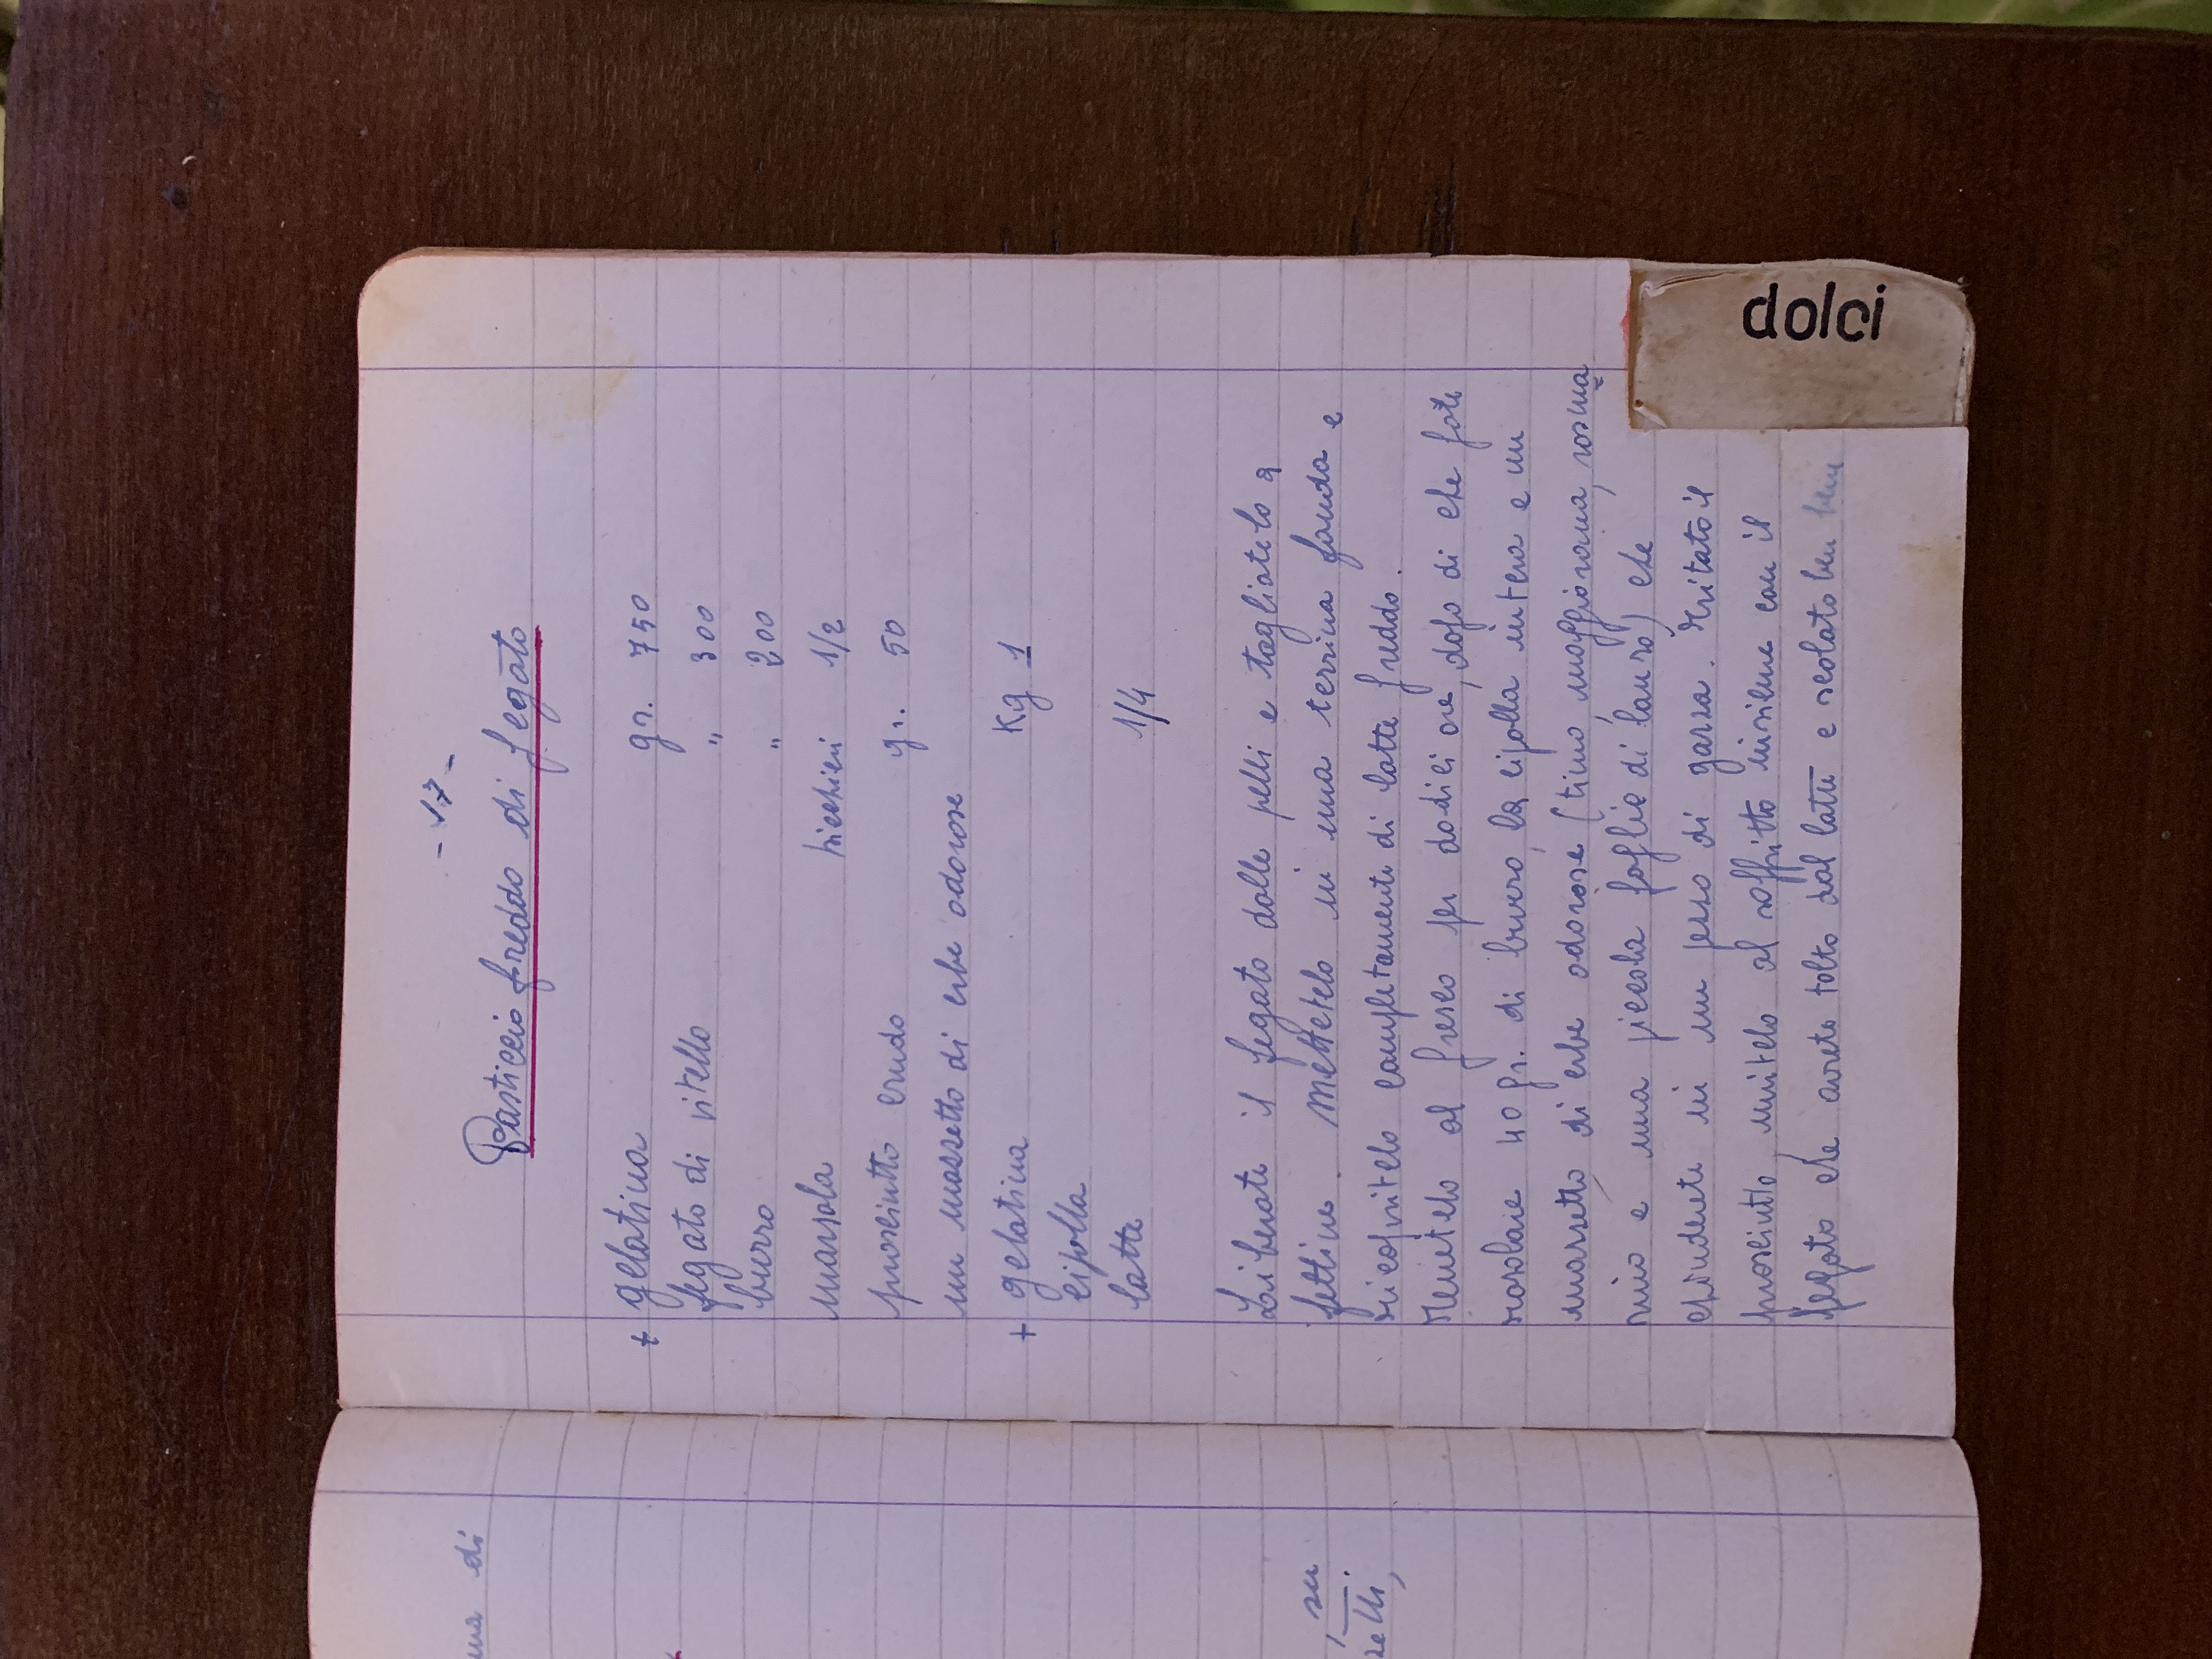 ma di
, su
zetti,
- 17 -
Pasticcio freddo di fegato
+ gelatina gr. 750
fegato di vitello " 300
burro " 200
marsala bicchieri 1/2
prosciutto crudo gr. 50
un mazzetto di erbe odorose
+ gelatina Kg 1
cipolla
latte 1/4
Liberate il fegato dalle pelli e tagliatelo a
fettine. Mettetelo in una terrina fonda e
ricopritelo completamente di latte freddo.
Tenetelo al fresco per dodici ore, dopo di che fate
rosolare 40 gr. di burro, la cipolla intera e un
mazzetto di erbe odorose (timo, maggiorana, rosma
rino e una piccola foglia di lauro) che
chiuderete in un pezzo di garza. Tritato il
prosciutto, unitelo al soffritto insieme con il
fegato che avrete tolto dal latte e scolato ben bene
dolci